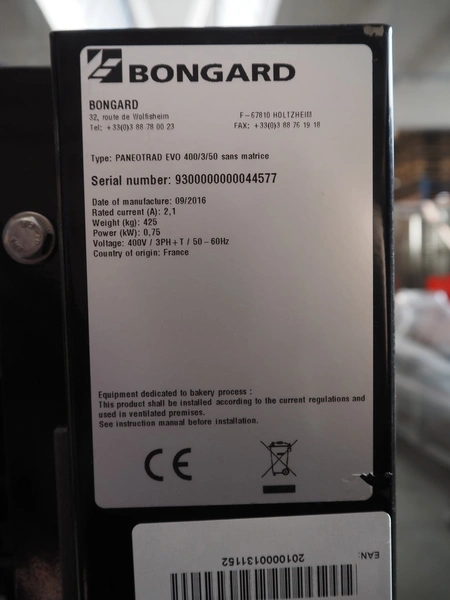 BONGARD
BONGARD
32, route de Wolfisheim F-67810 HOLTZHEIM
Tel: +33(0)3 88 78 00 23 FAX: +33(0)3 88 76 19 18
Type: PANEOTRAD EVO 400/3/50 sans matrice
Serial number: 9300000000044577
Date of manufacture: 09/2016
Rated current (A): 2,1
Weight (kg): 425
Power (kW): 0,75
Voltage: 400V / 3PH+T / 50-60Hz
Country of origin: France
Equipment dedicated to bakery process :
This product shall be installed according to the current regulations and
used in ventilated premises.
See instruction manual before installation.
CE
EAN: 2010000131152